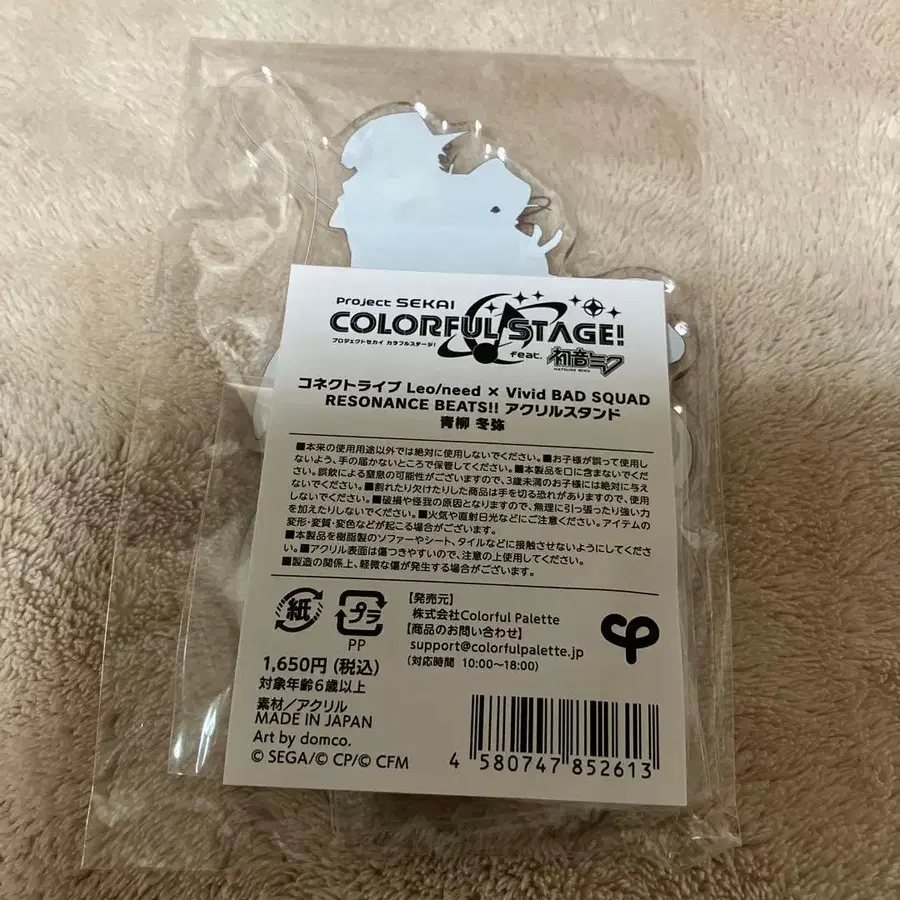 Project SEKAI
COLORFUL STAGE!
プロジェクトセカイ カラフルステージ!
feat. 初音ミク
HATSUNE MIKU
コネクトライブ Leo/need × Vivid BAD SQUAD
RESONANCE BEATS!! アクリルスタンド
青柳 冬弥
■本来の使用用途以外では絶対に使用しないでください。■お子様が誤って使用し
ないよう、手の届かないところで保管してください。■本製品を口に含まないでくだ
さい。誤飲による窒息の可能性がございますので、3歳未満のお子様には絶対に与え
ないでください。■割れたり欠けたりした商品は手を切る恐れがありますので、使用
しないでください。■破損や怪我の原因となりますので、無理に引っ張ったり強い力
を加えたりしないでください。■火気や直射日光などにご注意ください。アイテムの
変形・変質・変色などが起こる場合がございます。
■本製品を樹脂製のソファーやシート、タイルなどに接触させないようにしてくださ
い。■アクリル表面は傷つきやすいので、注意の上使用してください。
■製造の関係上、軽微な傷が発生する場合がございます。
紙
プラ
PP
【発売元】
株式会社Colorful Palette
【商品のお問い合わせ】
support@colorfulpalette.jp
(対応時間 10:00〜18:00)
cp
1,650円(税込)
対象年齢6歳以上
素材/アクリル
MADE IN JAPAN
Art by domco.
© SEGA/© CP/© CFM
4 580747 852613